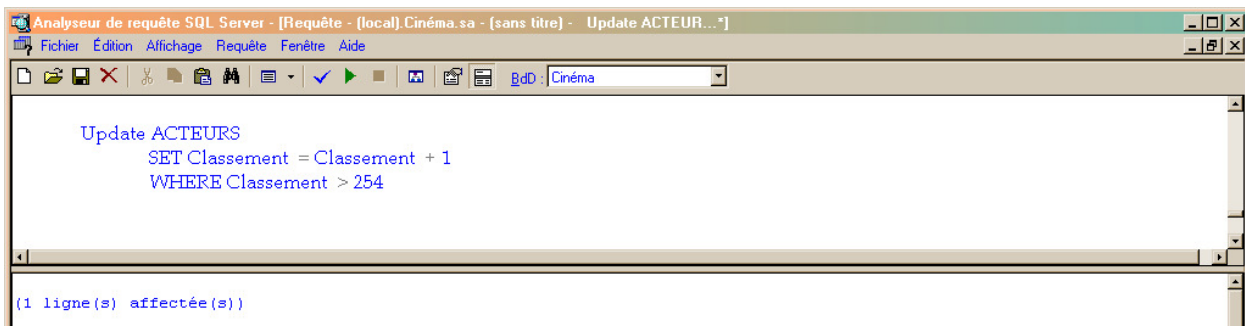 Analyseur de requête SQL Server - [Requête - (local).Cinéma.sa - (sans titre) - Update ACTEUR...*]
Fichier Édition Affichage Requête Fenêtre Aide
BdD : Cinéma
Update ACTEURS
SET Classement = Classement + 1
WHERE Classement > 254
(1 ligne(s) affectée(s))